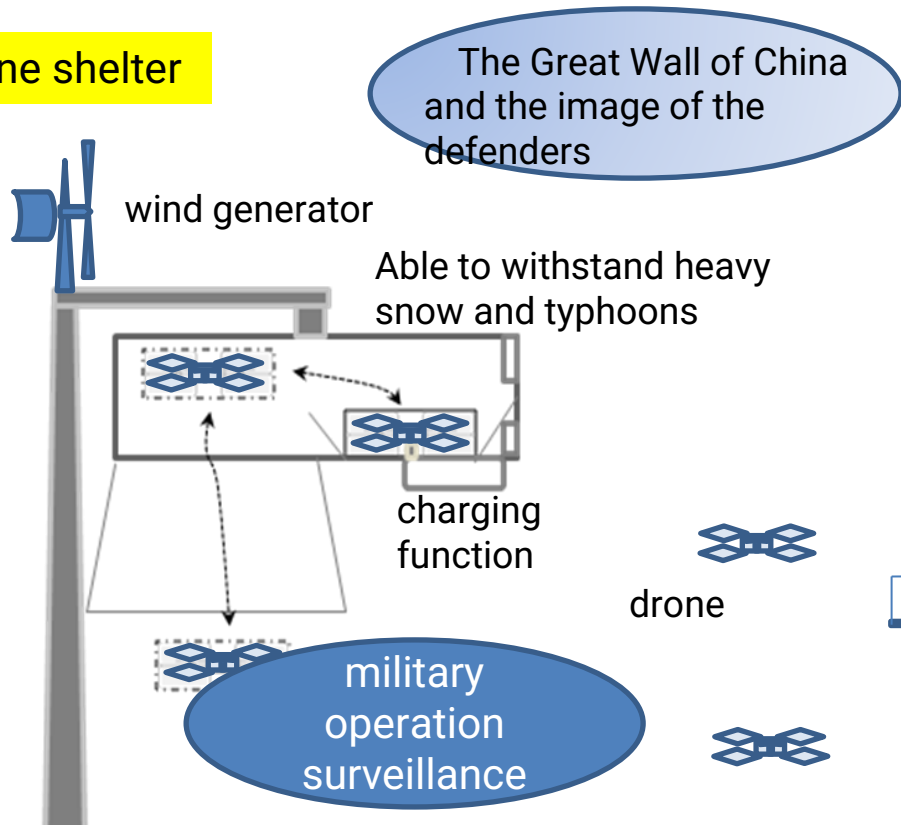 ne shelter
The Great Wall of China
and the image of the
defenders
wind generator
Able to withstand heavy
snow and typhoons
charging
function
drone
military
operation
surveillance